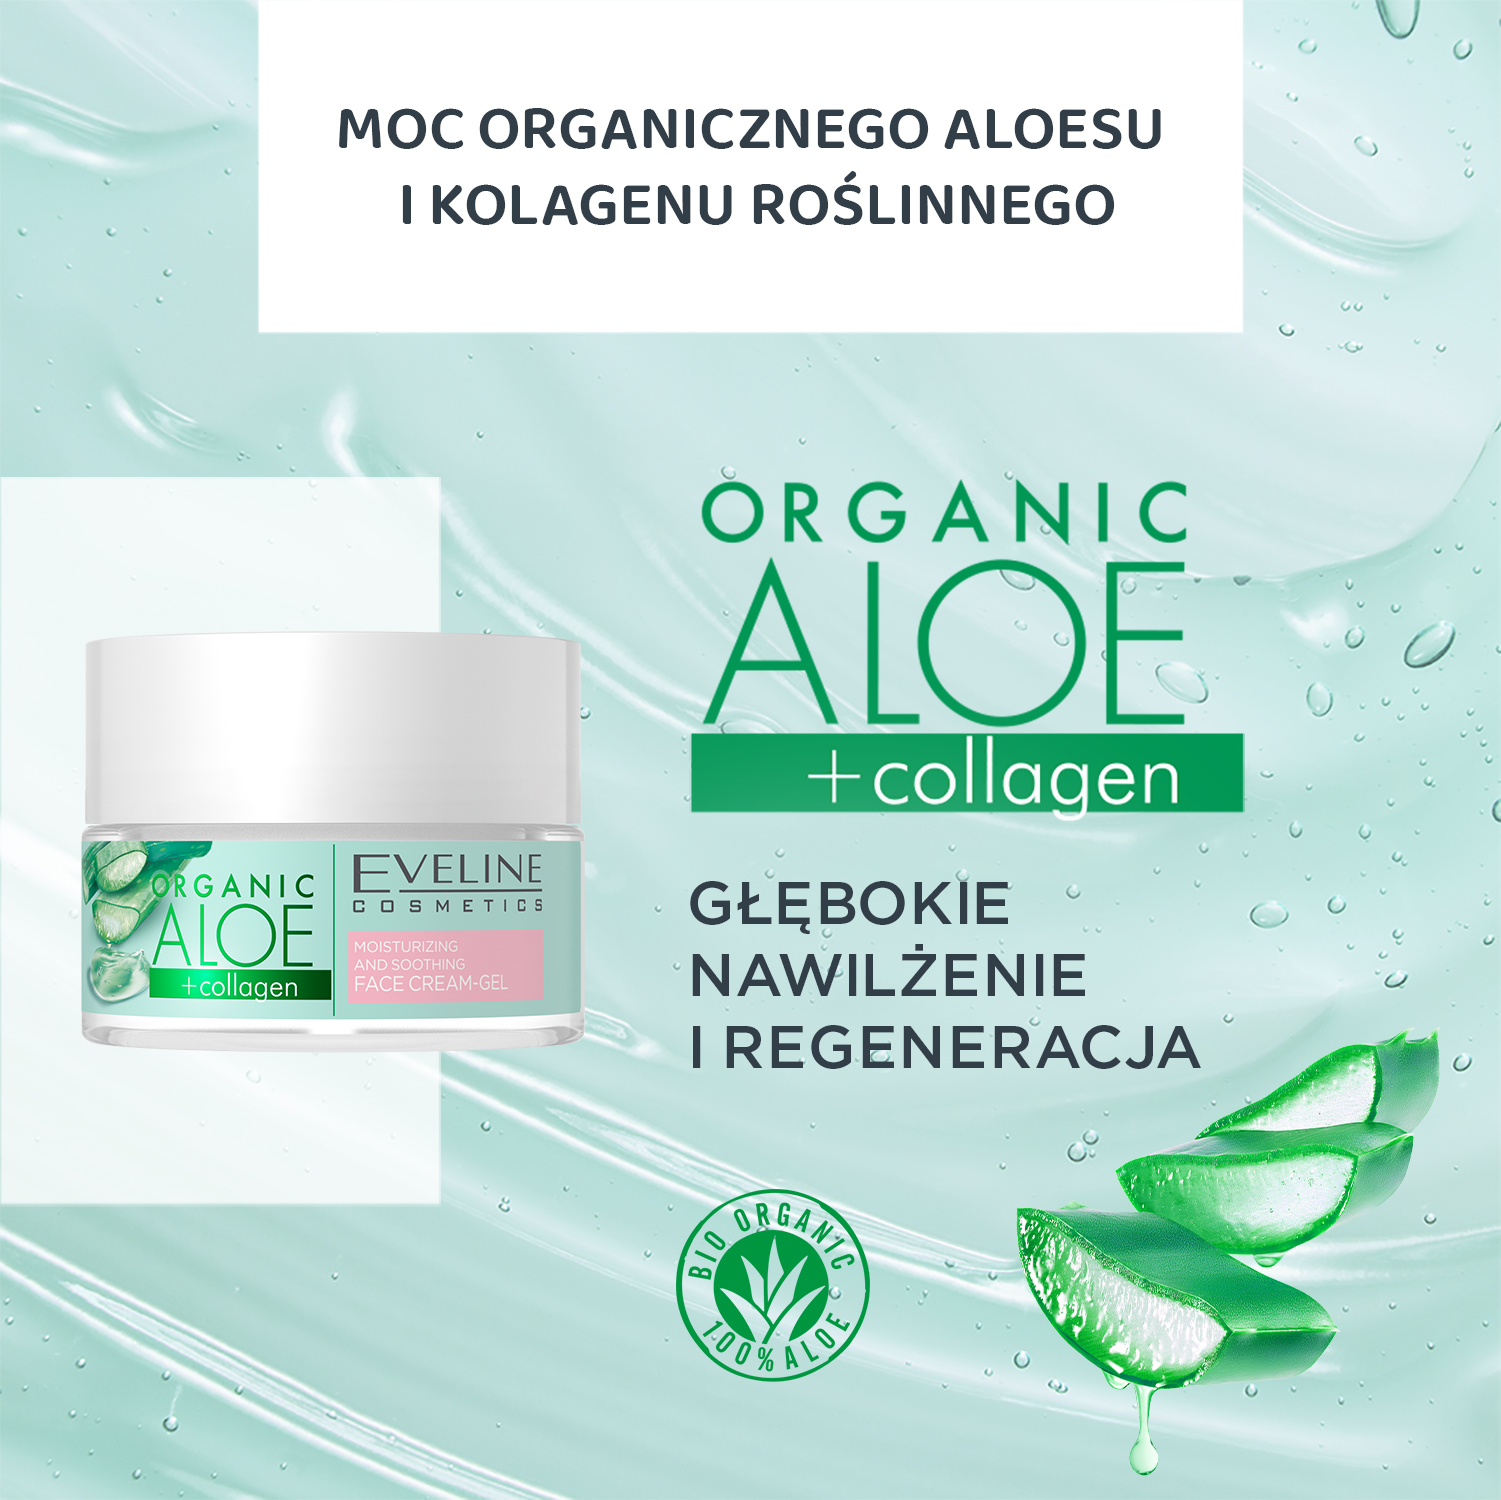 MOC ORGANICZNEGO ALOESU
I KOLAGENU ROŚLINNEGO
ORGANIC
ALOE
+collagen
ORGANIC
ALOE
+collagen
EVELINE
COSMETICS
MOISTURIZING
AND SOOTHING
FACE CREAM-GEL
GŁĘBOKIE
NAWILŻENIE
I REGENERACJA
BIO ORGANIC
100% ALOE